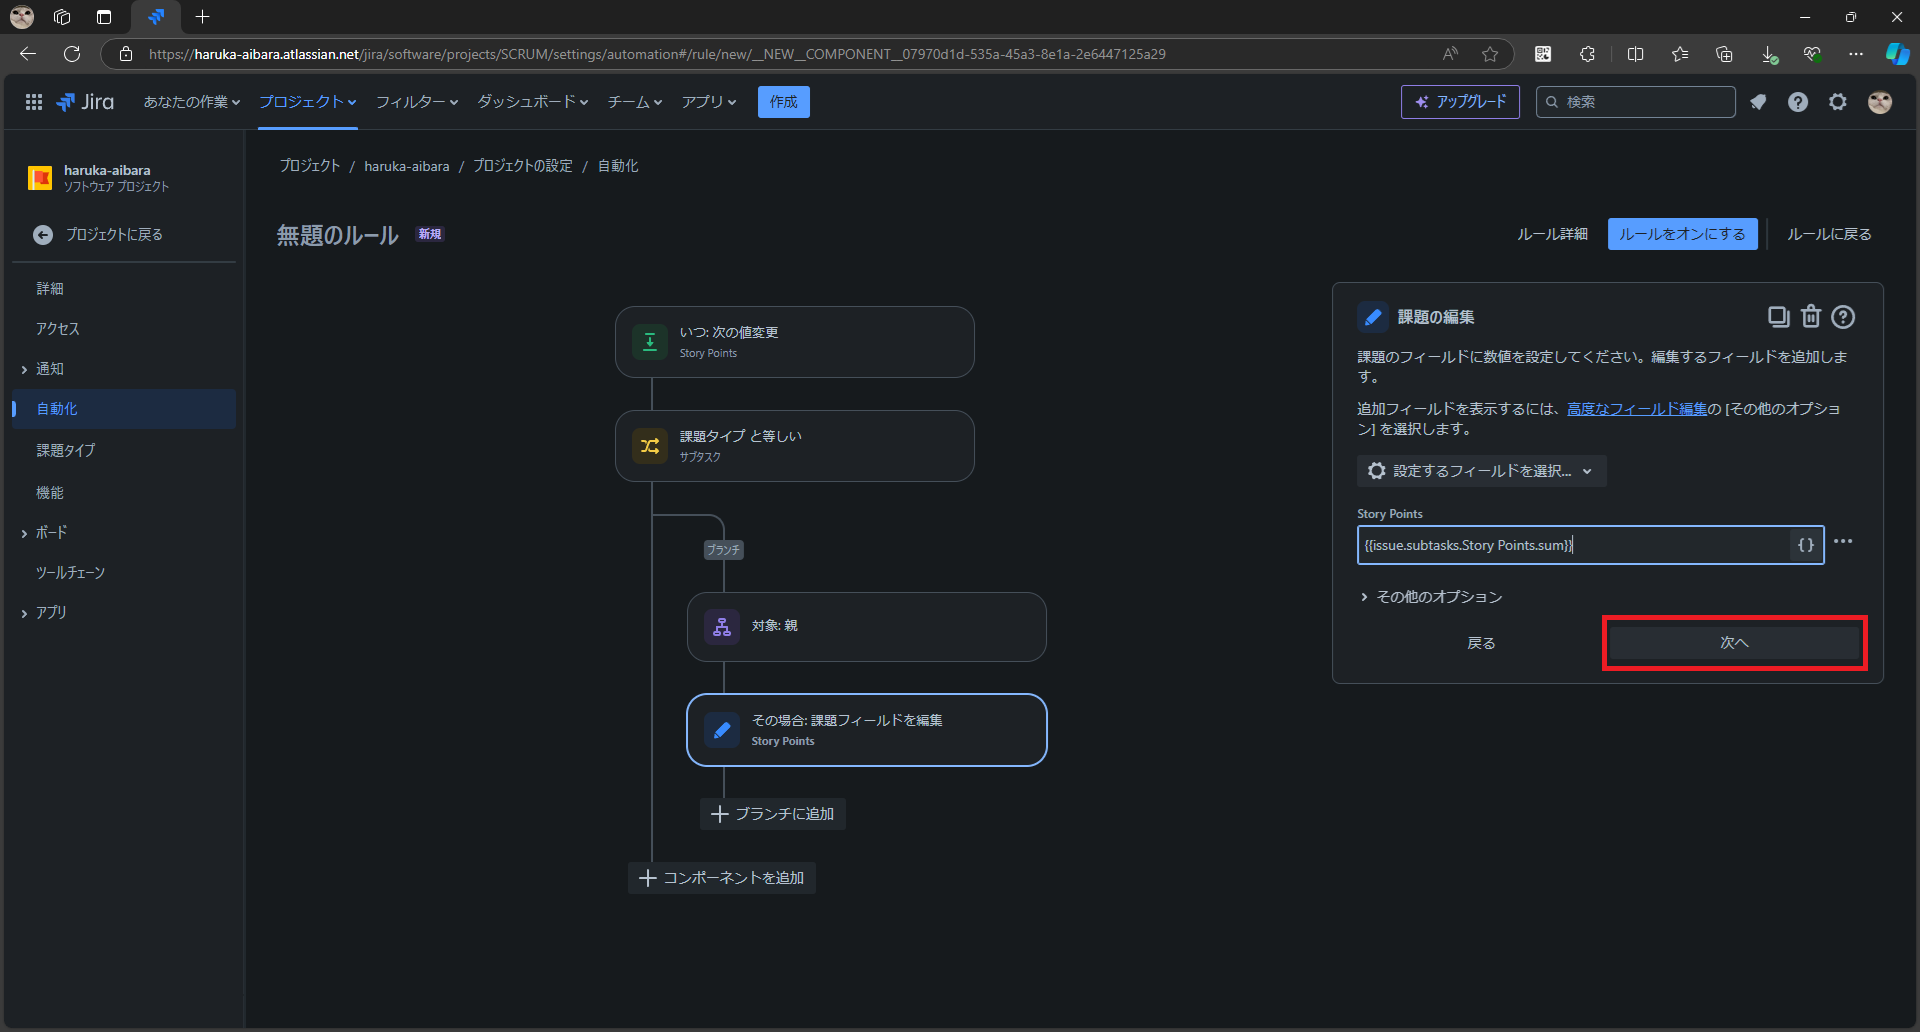 https://haruka-aibara.atlassian.net/jira/software/projects/SCRUM/settings/automation#/rule/new/__NEW__COMPONENT__07970d1d-535a-45a3-8e1a-2e6447125a29
Jira
あなたの作業
プロジェクト
フィルター
ダッシュボード
チーム
アプリ
作成
アップグレード
検索
haruka-aibara
ソフトウェア プロジェクト
プロジェクトに戻る
詳細
アクセス
通知
自動化
課題タイプ
機能
ボード
ツールチェーン
アプリ
プロジェクト / haruka-aibara / プロジェクトの設定 / 自動化
無題のルール 新規
ルール詳細
ルールをオンにする
ルールに戻る
いつ: 次の値変更
Story Points
課題タイプ と等しい
サブタスク
ブランチ
対象: 親
その場合: 課題フィールドを編集
Story Points
ブランチに追加
コンポーネントを追加
課題の編集
課題のフィールドに数値を設定してください。編集するフィールドを追加しま
す。
追加フィールドを表示するには、高度なフィールド編集の [その他のオプショ
ン] を選択します。
設定するフィールドを選択...
Story Points
{{issue.subtasks.Story Points.sum}}
{}
その他のオプション
戻る
次へ